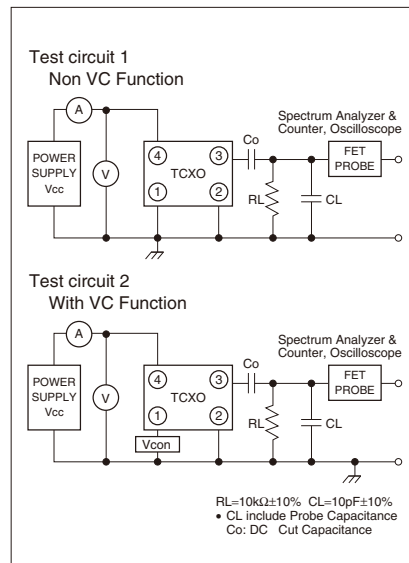 Test circuit 1
Non VC Function
A
Spectrum Analyzer &
Counter, Oscilloscope
Co
POWER
SUPPLY
Vcc
V
4
3
TCXO
1
2
RL
CL
FET
PROBE
Test circuit 2
With VC Function
A
Spectrum Analyzer &
Counter, Oscilloscope
Co
POWER
SUPPLY
Vcc
V
4
3
TCXO
1
2
Vcon
RL
CL
FET
PROBE
RL=10kΩ±10% CL=10pF±10%
• CL include Probe Capacitance
Co: DC Cut Capacitance